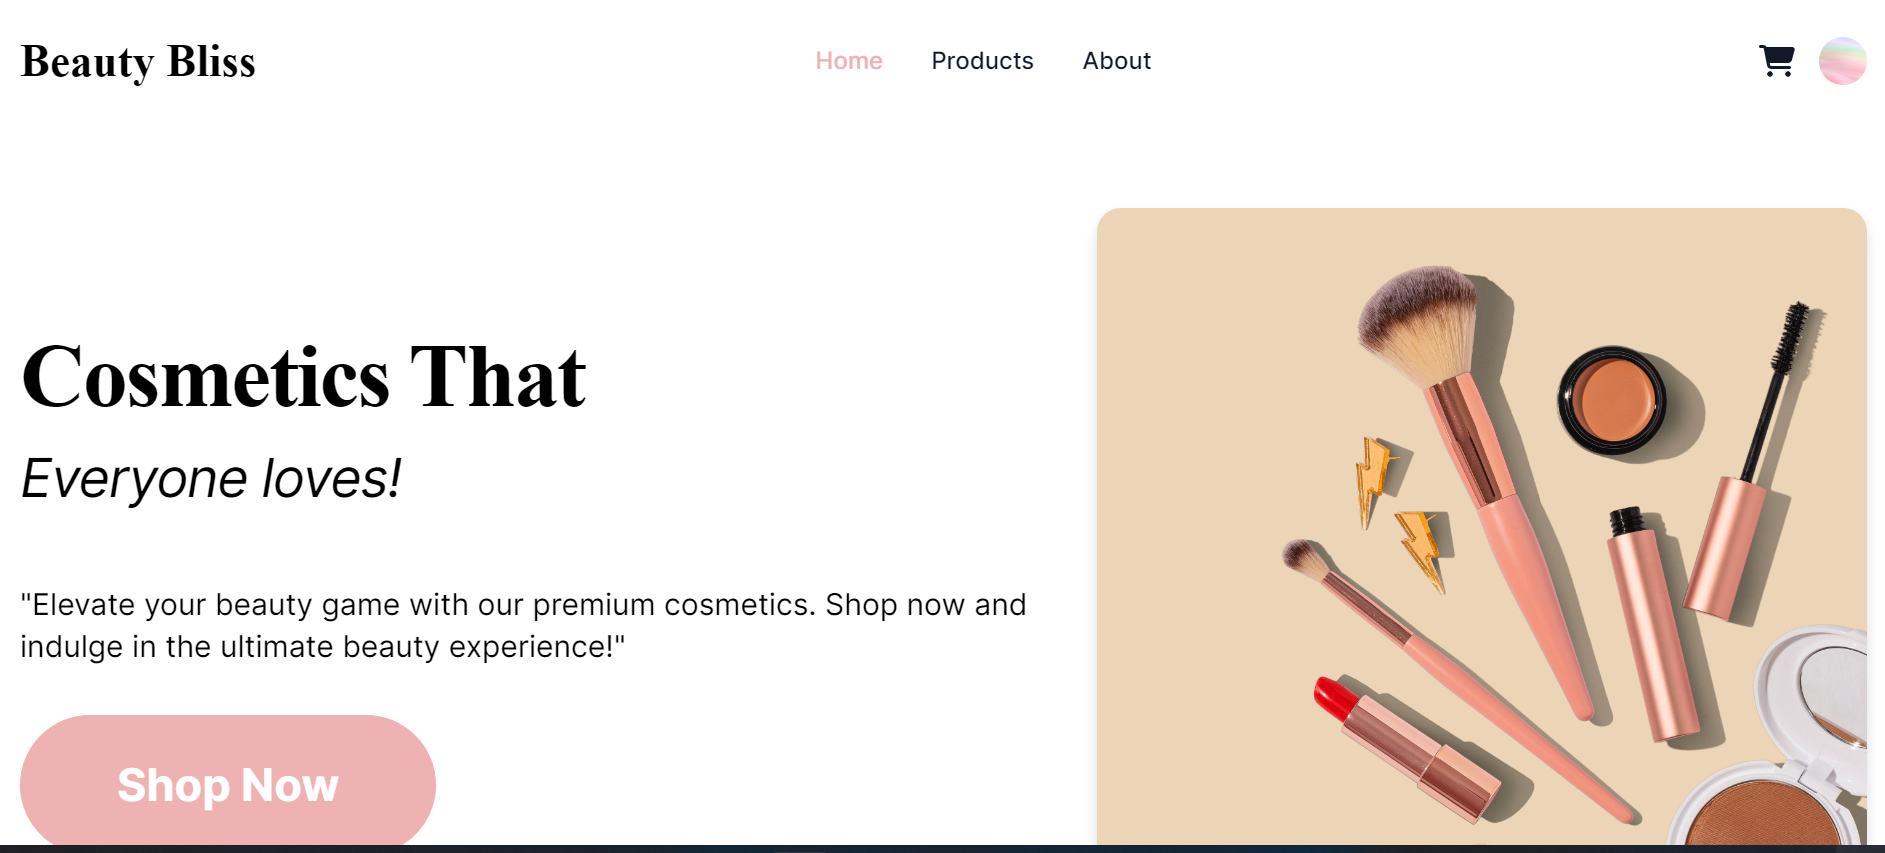 Beauty Bliss
Home Products About
Cosmetics That
Everyone loves!
"Elevate your beauty game with our premium cosmetics. Shop now and
indulge in the ultimate beauty experience!"
Shop Now